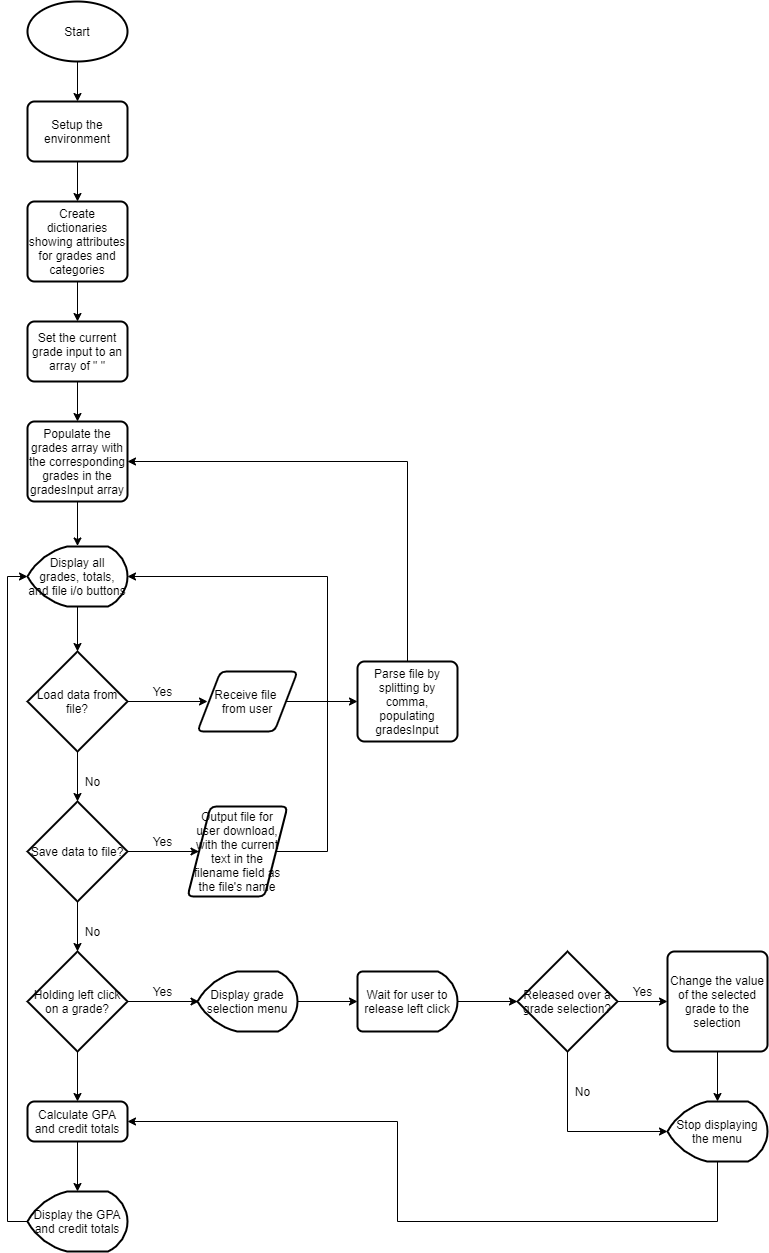 Start
Setup the
environment
Create
dictionaries
showing attributes
for grades and
categories
Set the current
grade input to an
array of " "
Populate the
grades array with
the corresponding
grades in the
gradesInput array
Display all
grades, totals,
and file i/o buttons
Load data from
file?
Yes
Receive file
from user
Parse file by
splitting by
comma,
populating
gradesInput
No
Save data to file?
Yes
Output file for
user download,
with the current
text in the
filename field as
the file's name
No
Holding left click
on a grade?
Yes
Display grade
selection menu
Wait for user to
release left click
Released over a
grade selection?
Yes
Change the value
of the selected
grade to the
selection
No
Stop displaying
the menu
Calculate GPA
and credit totals
Display the GPA
and credit totals